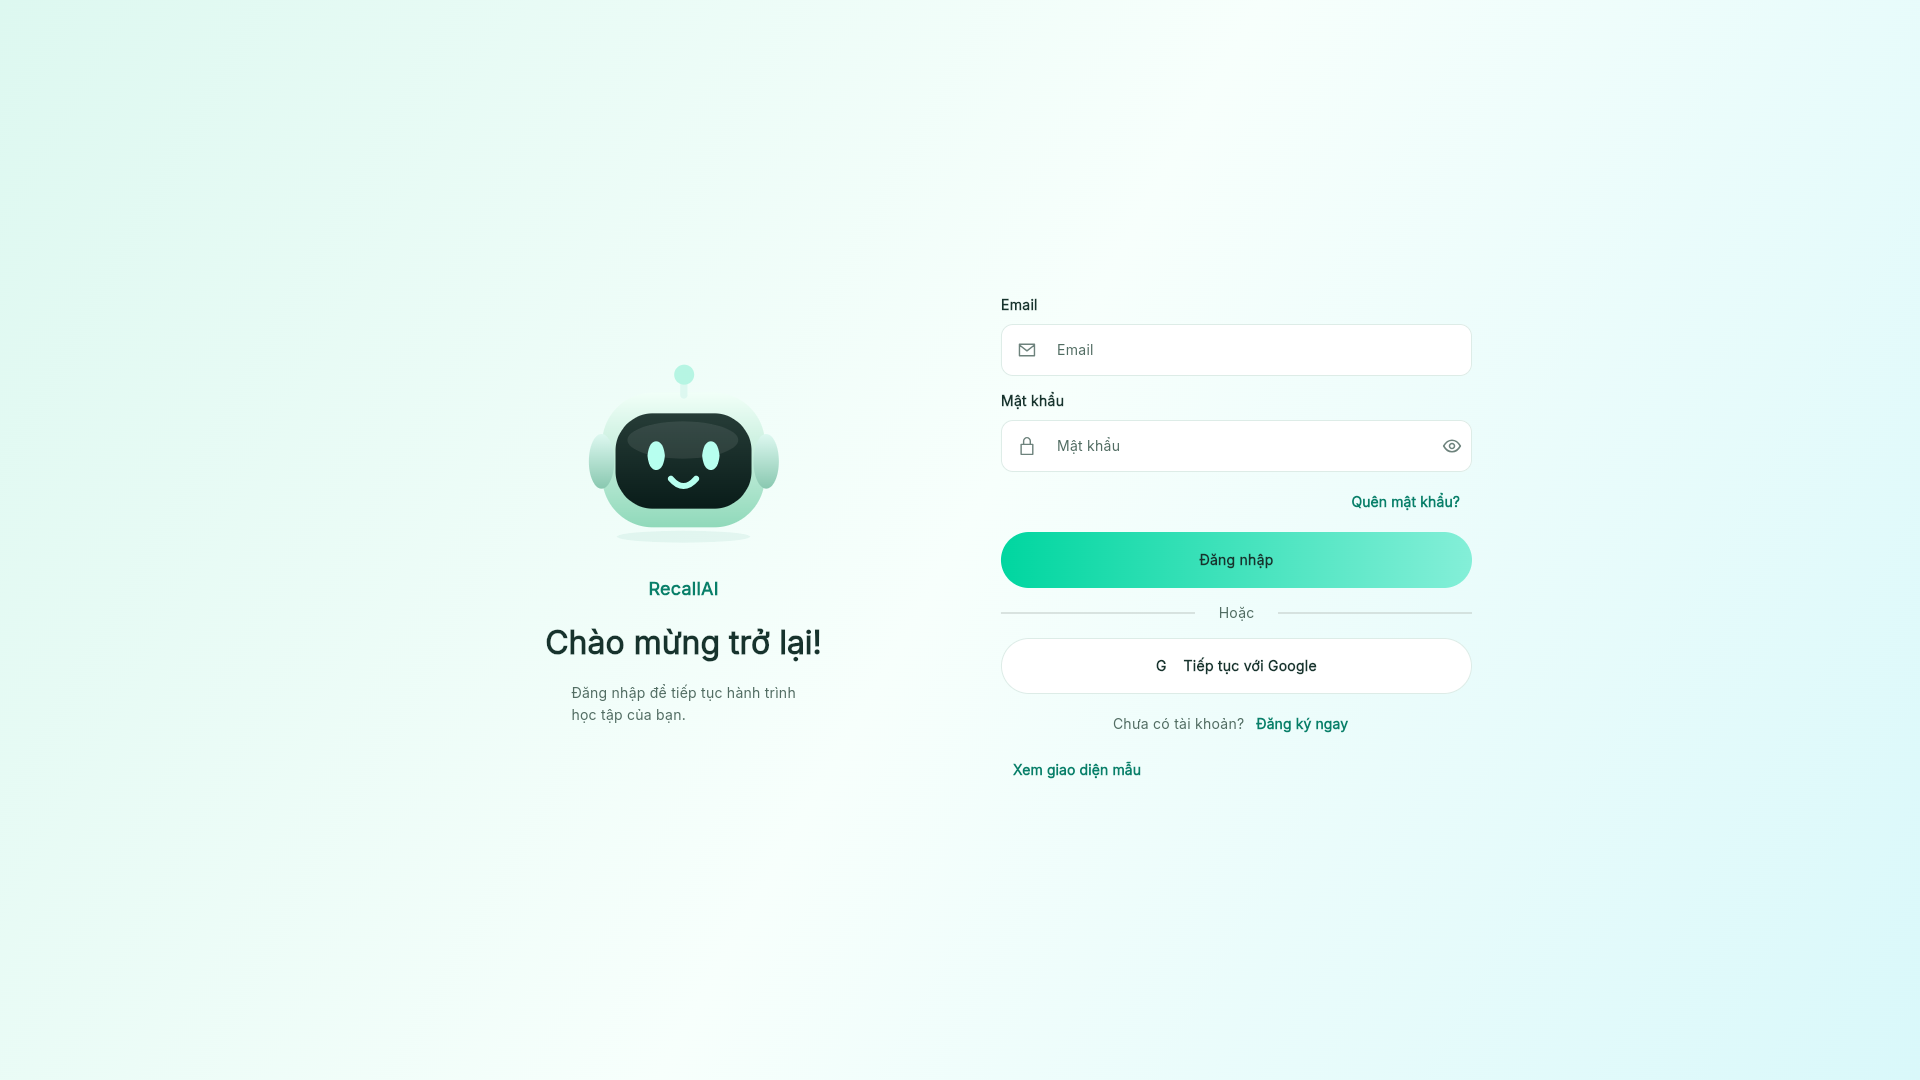 RecallAI
Chào mừng trở lại!
Đăng nhập để tiếp tục hành trình
học tập của bạn.
Email
Email
Mật khẩu
Mật khẩu
Quên mật khẩu?
Đăng nhập
Hoặc
G Tiếp tục với Google
Chưa có tài khoản? Đăng ký ngay
Xem giao diện mẫu